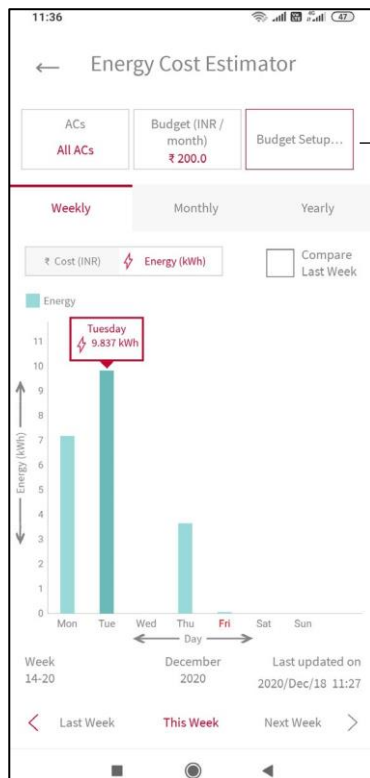 11:36
4G
47
Energy Cost Estimator
ACs
All ACs
Budget (INR /
month)
₹ 200.0
Budget Setup...
Weekly
Monthly
Yearly
₹ Cost (INR)
Energy (kWh)
Compare
Last Week
Energy
Tuesday
9.837 kWh
Energy (kWh)
11
10
9
8
7
6
5
4
3
2
1
0
Mon Tue Wed Thu Fri Sat Sun
Day
Week
14-20
December
2020
Last updated on
2020/Dec/18 11:27
Last Week
This Week
Next Week